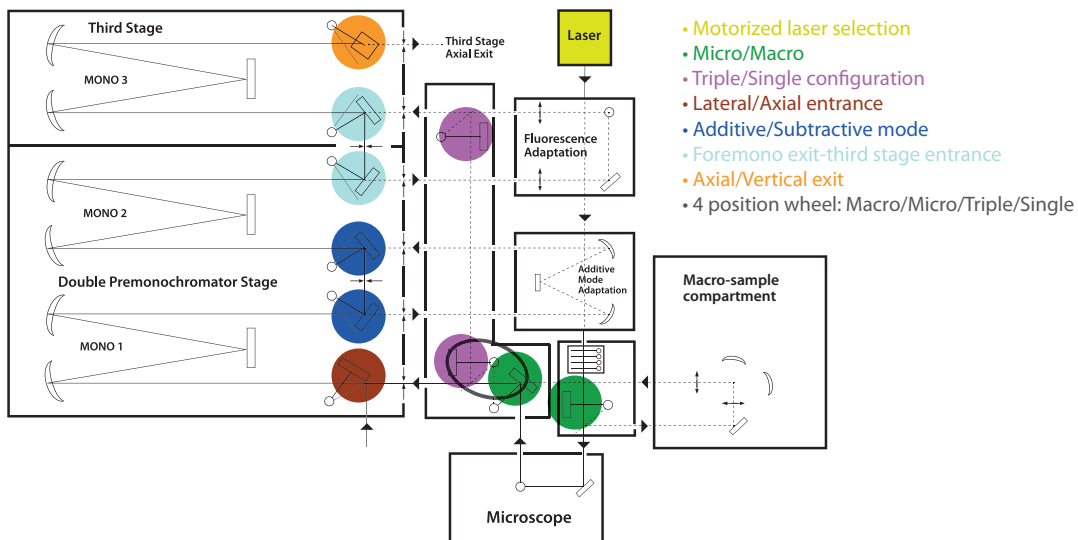 Third Stage
MONO 3
Third Stage
Axial Exit
Laser
Fluorescence
Adaptation
MONO 2
Double Premonochromator Stage
MONO 1
Additive
Mode
Adaptation
Macro-sample
compartment
Microscope
• Motorized laser selection
• Micro/Macro
• Triple/Single configuration
• Lateral/Axial entrance
• Additive/Subtractive mode
• Foremono exit-third stage entrance
• Axial/Vertical exit
• 4 position wheel: Macro/Micro/Triple/Single